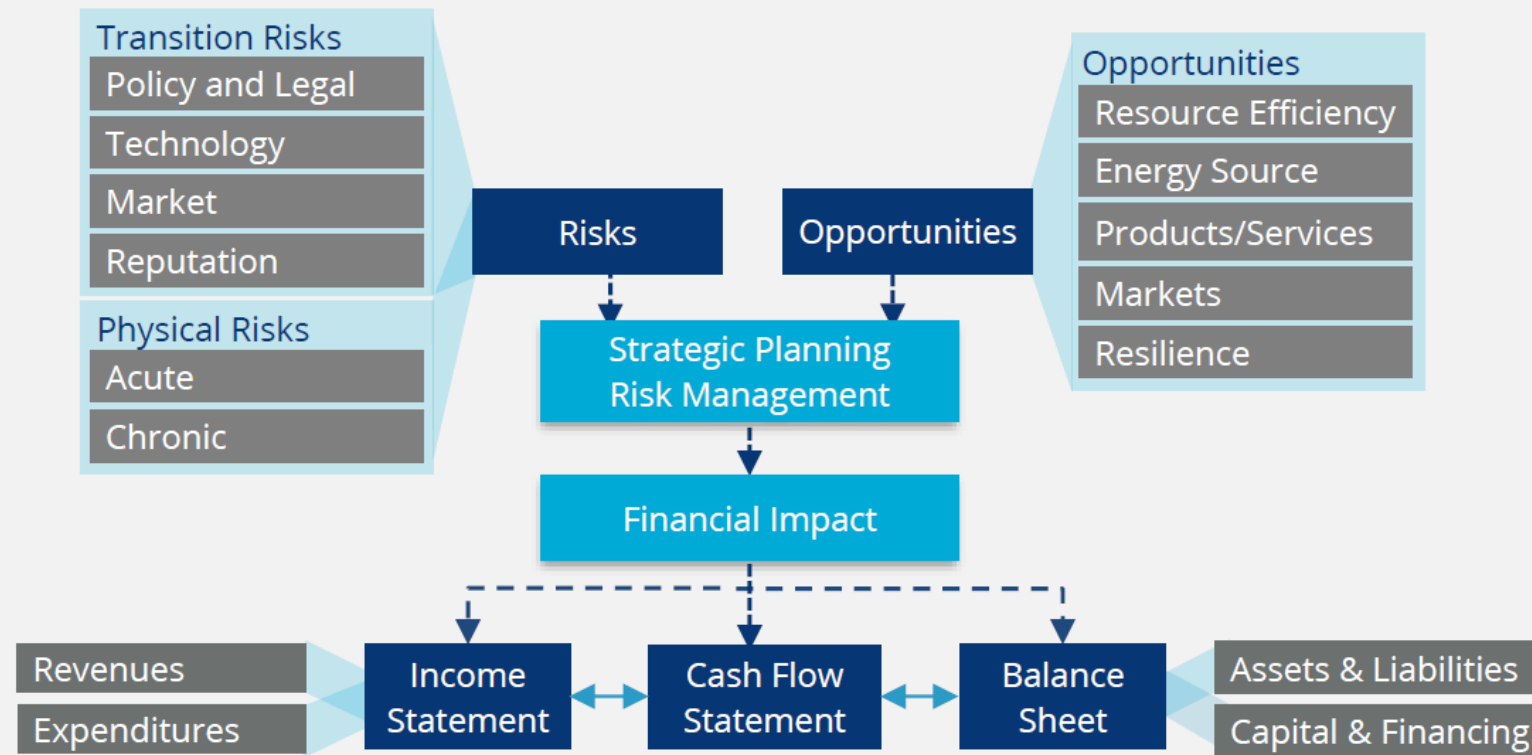 Transition Risks
Policy and Legal
Technology
Market
Reputation
Physical Risks
Acute
Chronic
Risks
Opportunities
Opportunities
Resource Efficiency
Energy Source
Products/Services
Markets
Resilience
Strategic Planning
Risk Management
Financial Impact
Revenues
Expenditures
Income
Statement
Cash Flow
Statement
Balance
Sheet
Assets & Liabilities
Capital & Financing